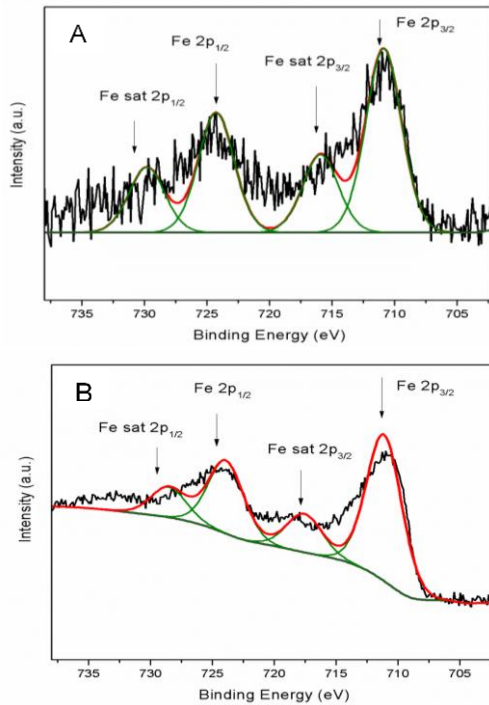 A
Fe 2p3/2
Fe 2p1/2
Fe sat 2p3/2
Fe sat 2p1/2
Intensity (a.u.)
735 730 725 720 715 710 705
Binding Energy (eV)
B
Fe 2p3/2
Fe 2p1/2
Fe sat 2p1/2
Fe sat 2p3/2
Intensity (a.u.)
735 730 725 720 715 710 705
Binding Energy (eV)